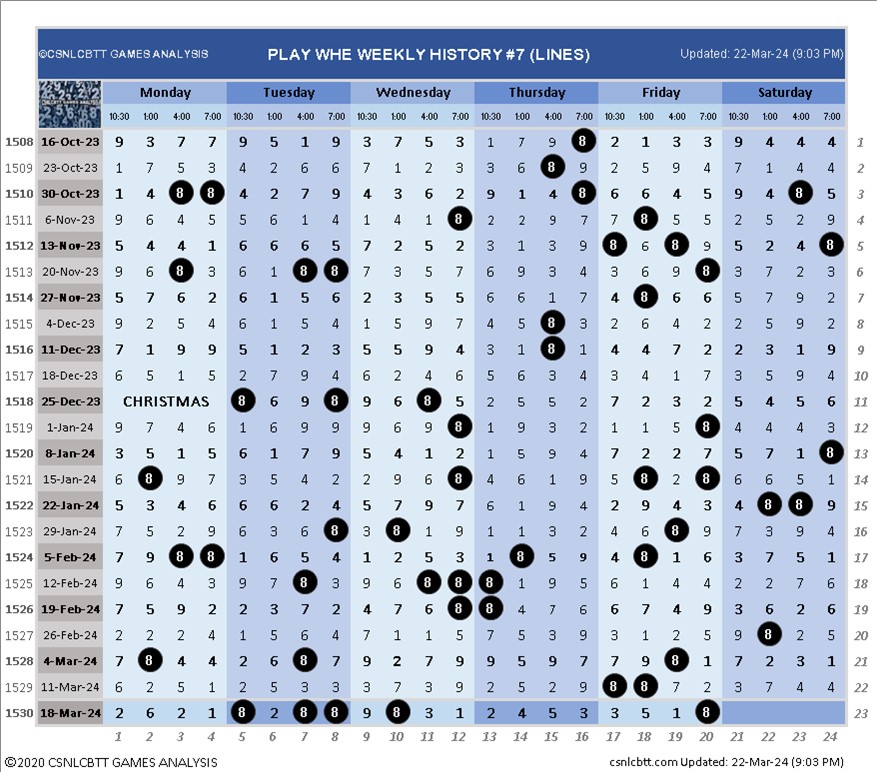 ©CSNLCBTT GAMES ANALYSIS PLAY WHE WEEKLY HISTORY #7 (LINES) Updated: 22-Mar-24 (9:03 PM)
Monday Tuesday Wednesday Thursday Friday Saturday
10:30 1:00 4:00 7:00 10:30 1:00 4:00 7:00 10:30 1:00 4:00 7:00 10:30 1:00 4:00 7:00 10:30 1:00 4:00 7:00 10:30 1:00 4:00 7:00
1508 16-Oct-23 9 3 7 7 9 5 1 9 3 7 5 3 1 7 9 8 2 1 3 3 9 4 4 4 1
1509 23-Oct-23 1 7 5 3 4 2 6 6 7 1 2 3 3 6 8 9 2 5 9 4 7 1 4 4 2
1510 30-Oct-23 1 4 8 8 4 2 7 9 4 3 6 2 9 1 4 8 6 6 4 5 9 4 8 5 3
1511 6-Nov-23 9 6 4 5 5 6 1 4 1 4 12 8 2 2 9 7 7 8 5 5 2 5 2 9 4
1512 13-Nov-23 5 4 4 1 6 6 6 5 7 2 5 2 3 1 3 9 8 6 8 9 5 2 4 8 5
1513 20-Nov-23 9 6 8 3 6 1 8 8 7 3 5 7 6 9 3 4 3 6 9 8 3 7 2 3 6
1514 27-Nov-23 5 7 6 2 6 1 5 6 2 3 5 5 6 6 1 7 4 8 6 6 5 7 9 2 7
1515 4-Dec-23 9 2 5 4 6 1 5 4 1 5 9 7 4 5 8 3 2 6 4 2 2 5 9 2 8
1516 11-Dec-23 7 1 9 9 5 1 2 3 5 5 9 4 3 1 8 1 4 4 7 2 2 3 1 9 9
1517 18-Dec-23 6 5 1 5 2 7 9 4 6 2 4 6 5 6 3 4 3 4 1 7 3 5 9 4 10
1518 25-Dec-23 CHRISTMAS 8 6 9 8 9 6 8 5 2 5 5 2 7 2 3 2 5 4 5 6 11
1519 1-Jan-24 9 7 4 6 1 6 9 9 9 6 9 8 1 9 3 2 1 9 5 8 4 4 4 3 12
1520 8-Jan-24 3 5 1 5 6 1 7 9 5 4 1 2 1 5 9 4 7 2 2 7 5 7 1 8 13
1521 15-Jan-24 1 8 9 7 3 5 4 2 2 9 6 8 4 6 1 9 5 8 2 8 6 6 5 1 14
1522 22-Jan-24 5 3 4 6 6 6 2 4 5 7 9 7 6 1 1 9 2 9 4 3 4 8 8 9 15
1523 29-Jan-24 7 5 2 9 6 3 6 8 3 8 1 9 1 1 3 2 4 6 8 9 7 3 9 4 16
1524 5-Feb-24 7 9 8 8 1 6 5 4 1 2 5 3 1 8 5 9 4 8 1 6 3 7 5 1 17
1525 12-Feb-24 9 6 4 3 9 7 8 3 9 6 8 8 8 1 9 5 6 1 4 4 2 2 7 6 18
1526 19-Feb-24 7 5 9 2 2 3 7 2 4 7 6 8 8 4 7 6 6 7 4 9 3 6 2 6 19
1527 26-Feb-24 2 2 2 4 1 5 6 4 7 1 1 5 7 5 3 9 3 1 2 5 9 8 2 5 20
1528 4-Mar-24 7 8 4 4 2 6 8 7 9 2 7 9 9 5 9 7 7 9 8 1 7 2 3 1 21
1529 11-Mar-24 6 2 5 1 2 5 2 3 3 7 3 9 2 5 2 9 8 8 7 2 3 7 4 4 22
1530 18-Mar-24 2 6 2 1 8 2 8 8 9 8 3 1 2 4 5 3 3 5 1 8 23
1 2 3 4 5 6 7 8 9 10 11 12 13 14 15 16 17 18 19 20 21 22 23 24
©2020 CSNLCBTT GAMES ANALYSIS csnlcbtt.com Updated: 22-Mar-24 (9:03 PM)